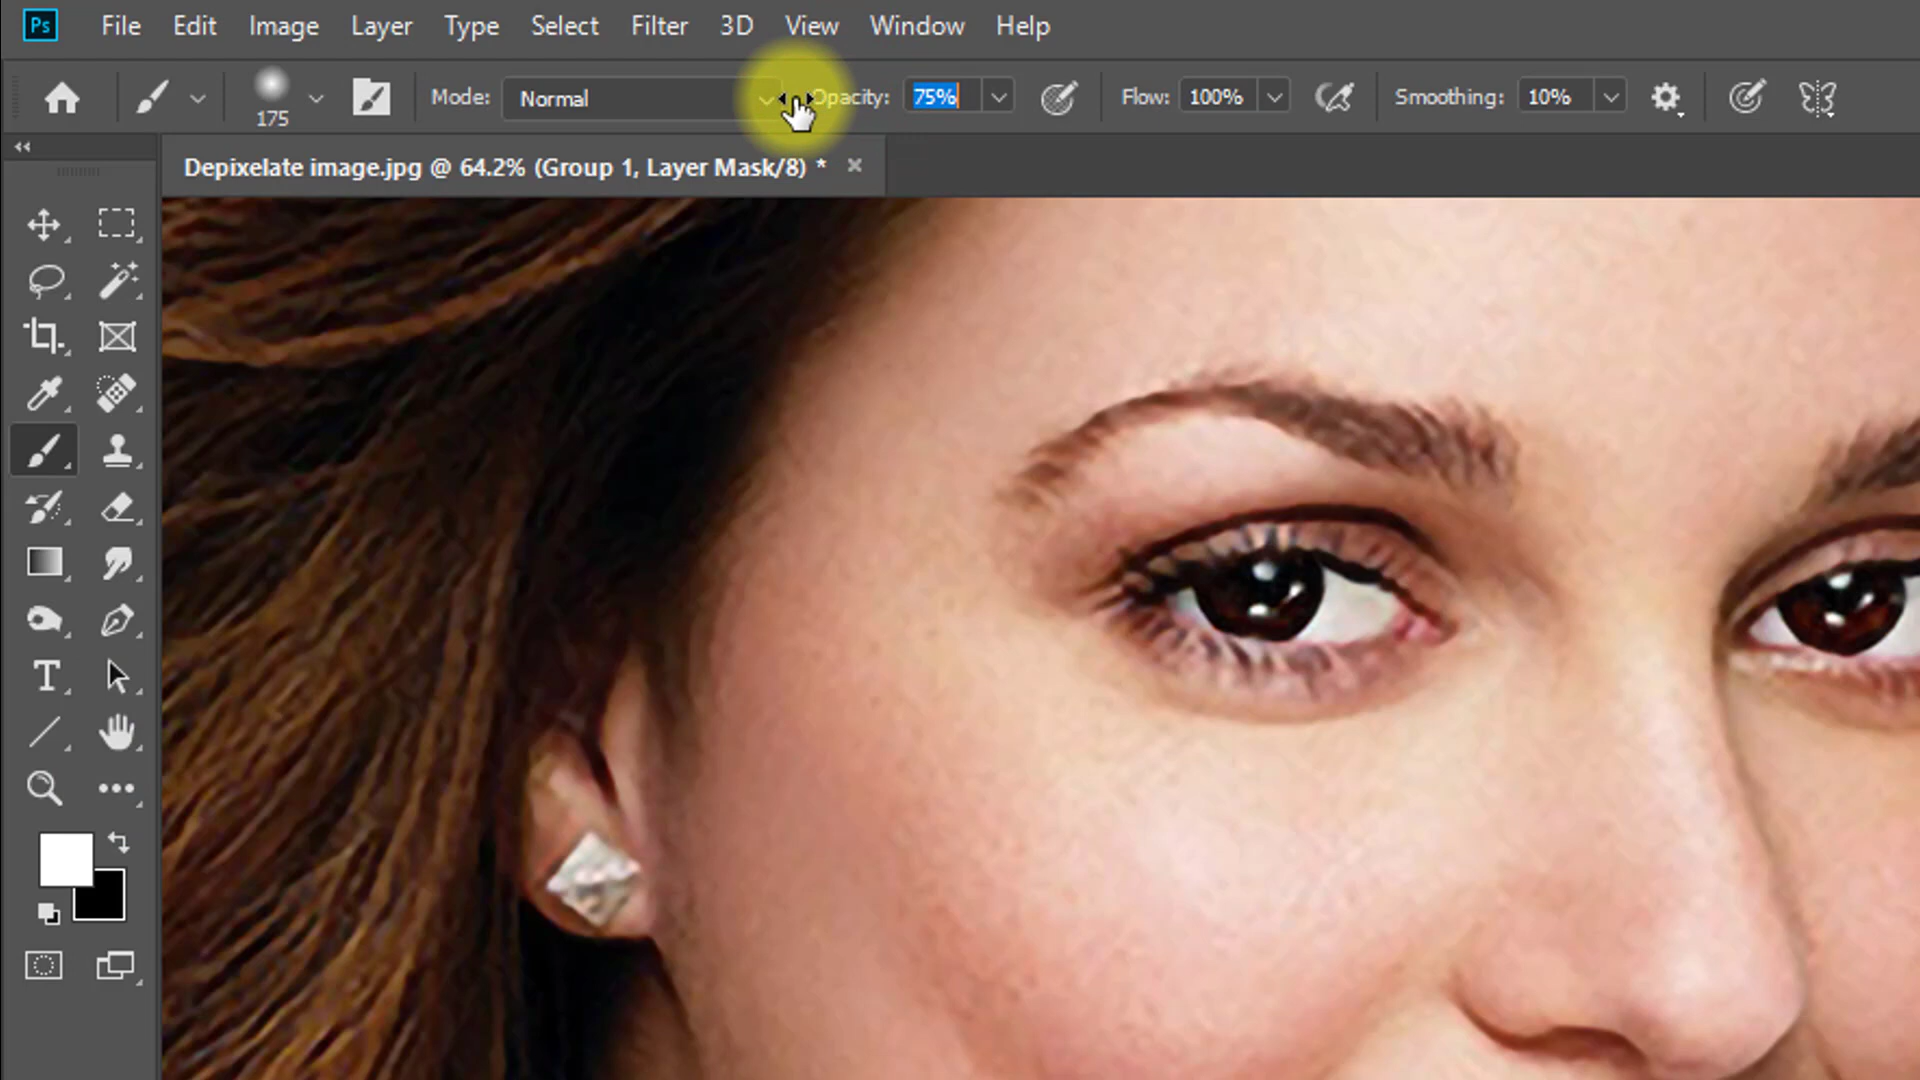 Ps File Edit Image Layer Type Select Filter 3D View Window Help
175 Mode: Normal Opacity: 75% Flow: 100% Smoothing: 10%
Depixelate image.jpg @ 64.2% (Group 1, Layer Mask/8) *